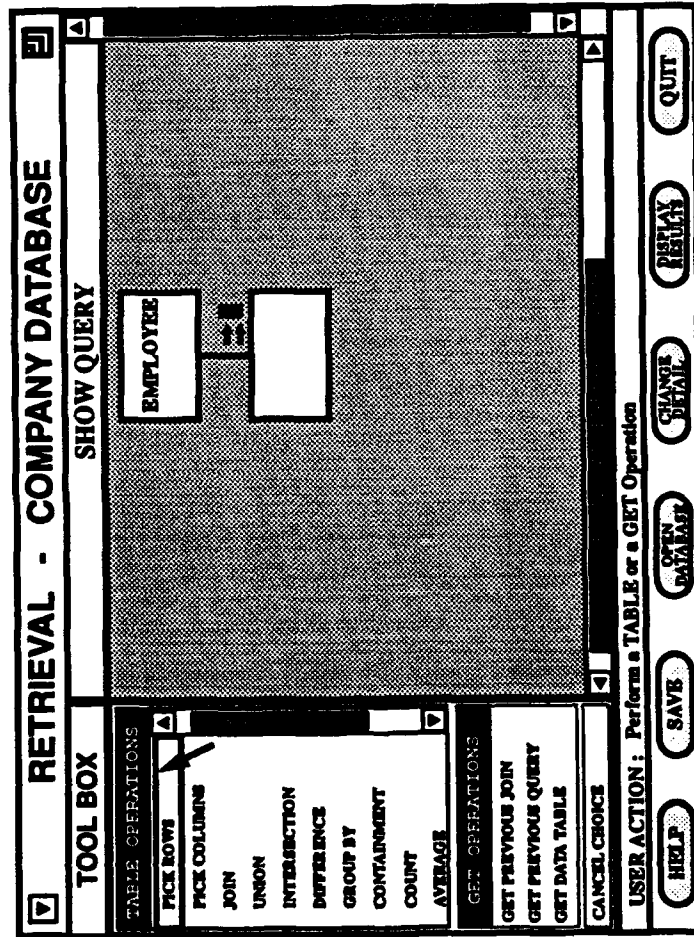 RETRIEVAL - COMPANY DATABASE
TOOL BOX
SHOW QUERY
TABLE OPERATIONS
PICK ROWS
PICK COLUMNS
JOIN
UNION
INTERSECTION
DIFFERENCE
GROUP BY
CONTAINMENT
COUNT
AVERAGE
GET OPERATIONS
GET PREVIOUS JOIN
GET PREVIOUS QUERY
GET DATA TABLE
CANCEL CHOICE
EMPLOYEE
USER ACTION : Perform a TABLE or a GET Operation
HELP
SAVE
OPEN
DATABASE
CHANGE
DETAIL
DISPLAY
RESULTS
QUIT